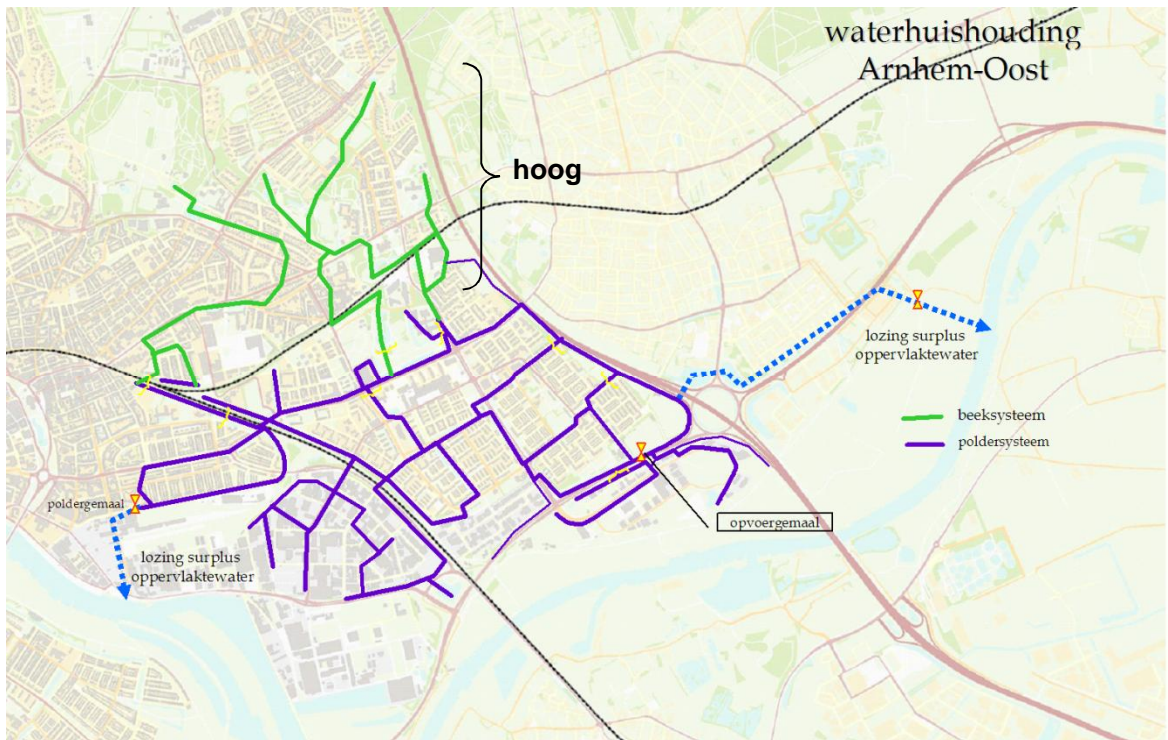 waterhuishouding
Arnhem-Oost
hoog
lozing surplus
oppervlaktewater
beeksysteem
poldersysteem
poldergemaal
opvoergemaal
lozing surplus
oppervlaktewater